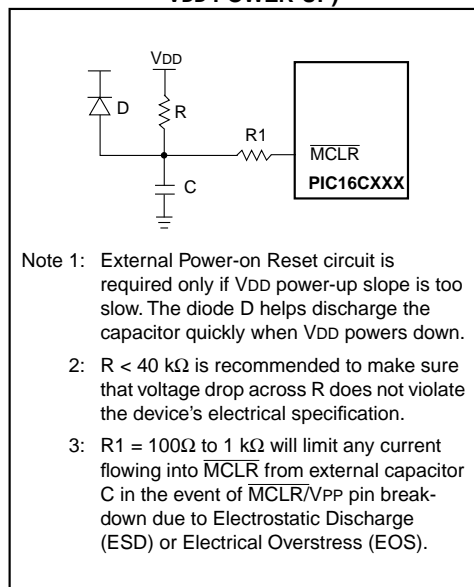 VDD POWER-UP)
VDD
D
R
R1
MCLR
C
PIC16CXXX
Note 1: External Power-on Reset circuit is
required only if VDD power-up slope is too
slow. The diode D helps discharge the
capacitor quickly when VDD powers down.
2: R < 40 kΩ is recommended to make sure
that voltage drop across R does not violate
the device's electrical specification.
3: R1 = 100Ω to 1 kΩ will limit any current
flowing into MCLR from external capacitor
C in the event of MCLR/VPP pin break-
down due to Electrostatic Discharge
(ESD) or Electrical Overstress (EOS).